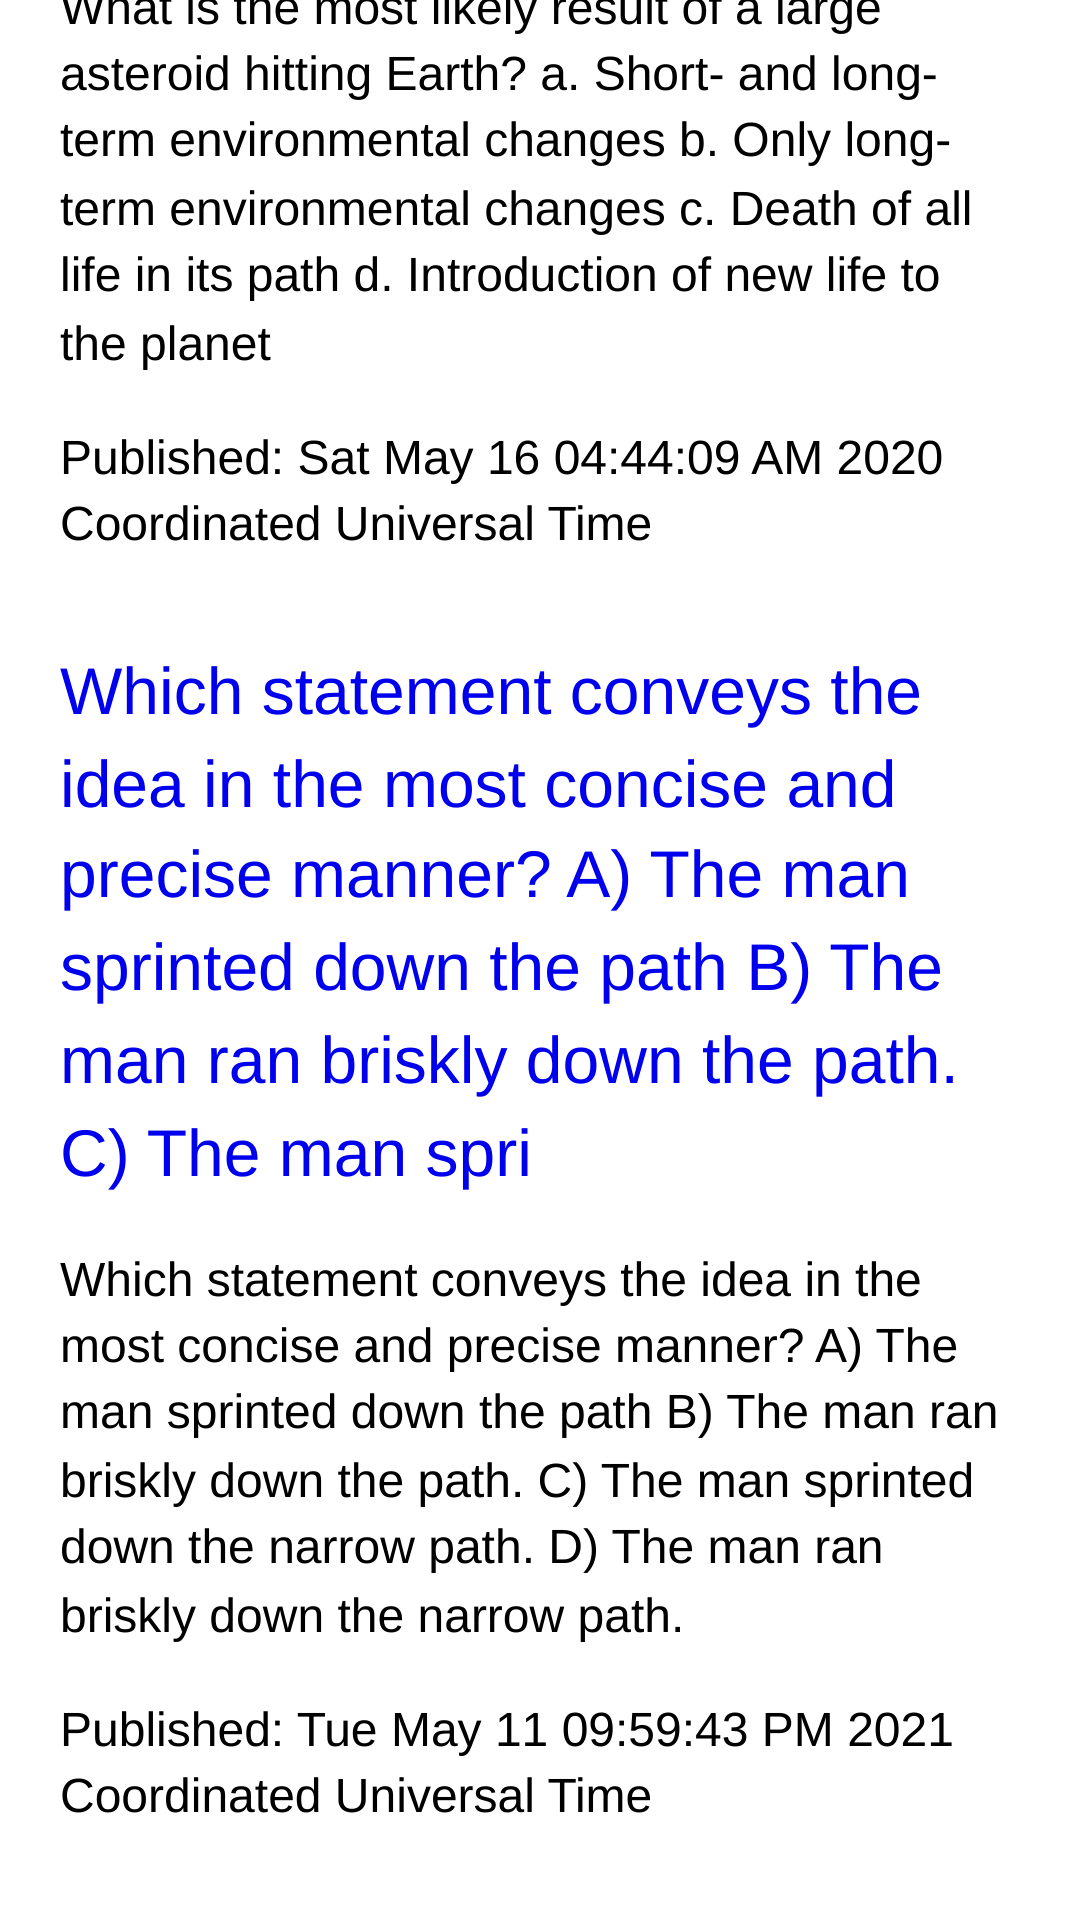 What is the most likely result of a large
asteroid hitting Earth? a. Short- and long-
term environmental changes b. Only long-
term environmental changes c. Death of all
life in its path d. Introduction of new life to
the planet
Published: Sat May 16 04:44:09 AM 2020
Coordinated Universal Time
Which statement conveys the
idea in the most concise and
precise manner? A) The man
sprinted down the path B) The
man ran briskly down the path.
C) The man spri
Which statement conveys the idea in the
most concise and precise manner? A) The
man sprinted down the path B) The man ran
briskly down the path. C) The man sprinted
down the narrow path. D) The man ran
briskly down the narrow path.
Published: Tue May 11 09:59:43 PM 2021
Coordinated Universal Time